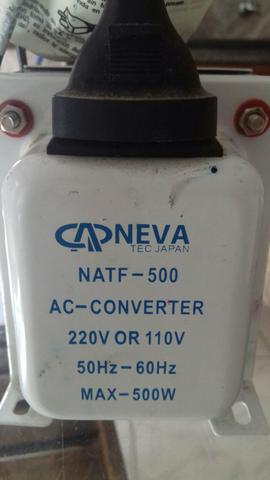 NEVA
TEC JAPAN
NATF-500
AC-CONVERTER
220V OR 110V
50Hz-60Hz
MAX-500W